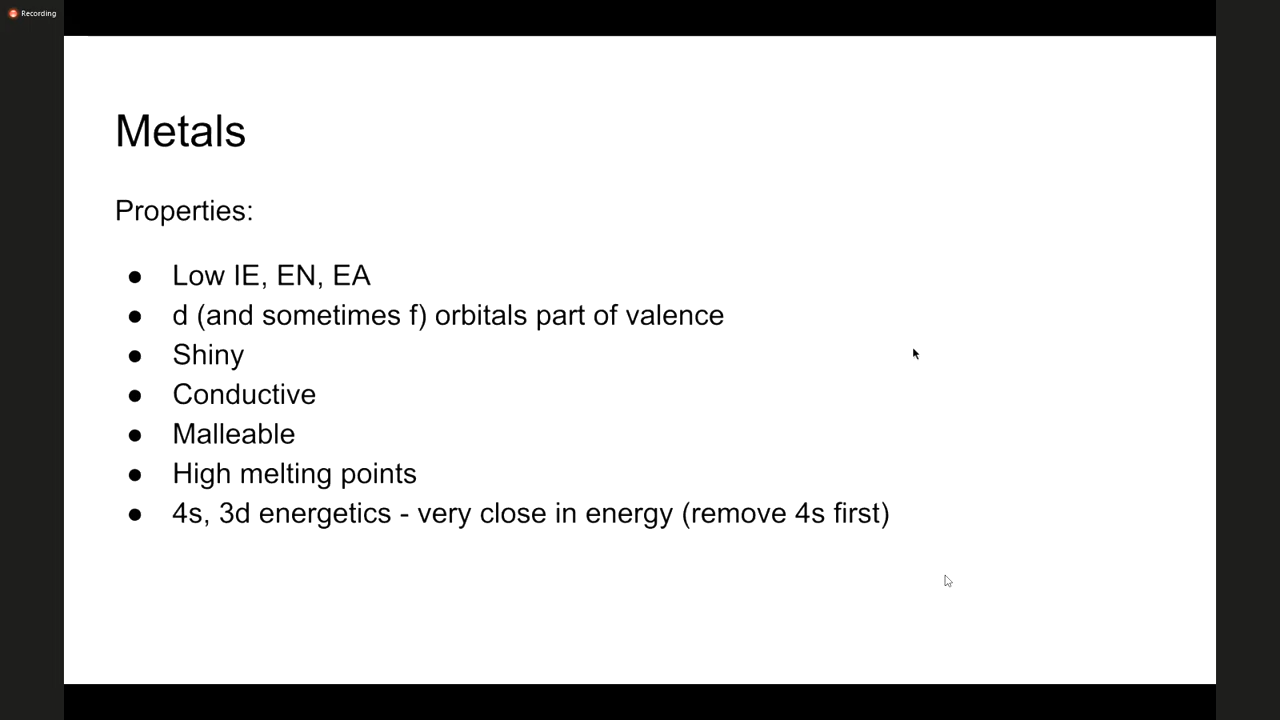 Recording
Metals
Properties:
● Low IE, EN, EA
● d (and sometimes f) orbitals part of valence
● Shiny
● Conductive
● Malleable
● High melting points
● 4s, 3d energetics - very close in energy (remove 4s first)